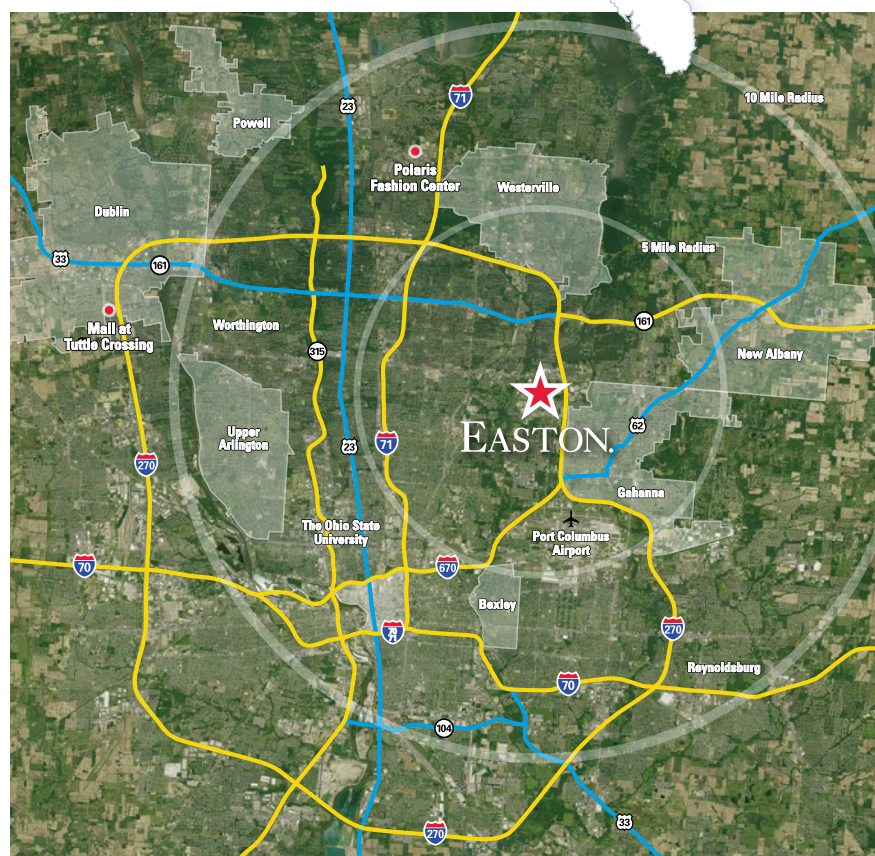 10 Mile Radius
71
23
Powell
Polaris
Fashion Center
Westerville
Dublin
5 Mile Radius
33
161
Mall at
Tuttle Crossing
Worthington
161
315
New Albany
62
Upper
Arlington
EASTON.
71
23
270
Gahanna
The Ohio State
University
Port Columbus
Airport
70
670
Bexley
270
Reynoldsburg
70
104
33
270